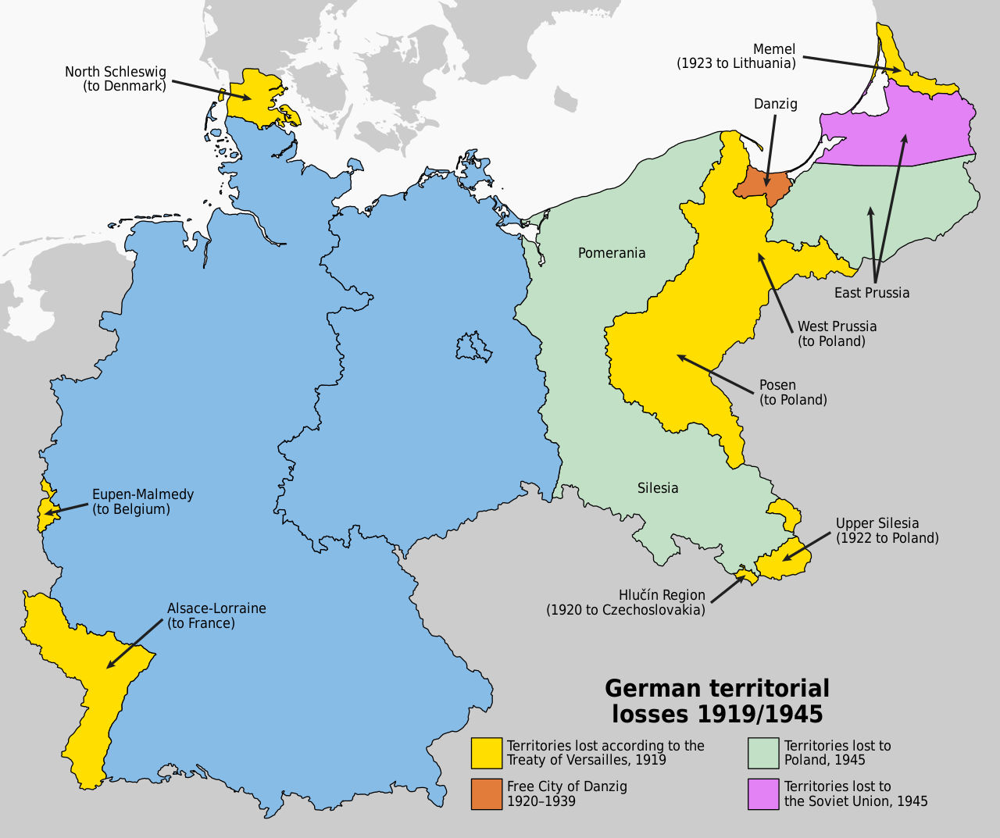 Memel
(1923 to Lithuania)
North Schleswig
(to Denmark)
Danzig
Pomerania
East Prussia
West Prussia
(to Poland)
Posen
(to Poland)
Silesia
Eupen-Malmedy
(to Belgium)
Upper Silesia
(1922 to Poland)
Hlučín Region
(1920 to Czechoslovakia)
Alsace-Lorraine
(to France)
German territorial
losses 1919/1945
Territories lost according to the
Treaty of Versailles, 1919
Free City of Danzig
1920–1939
Territories lost to
Poland, 1945
Territories lost to
the Soviet Union, 1945